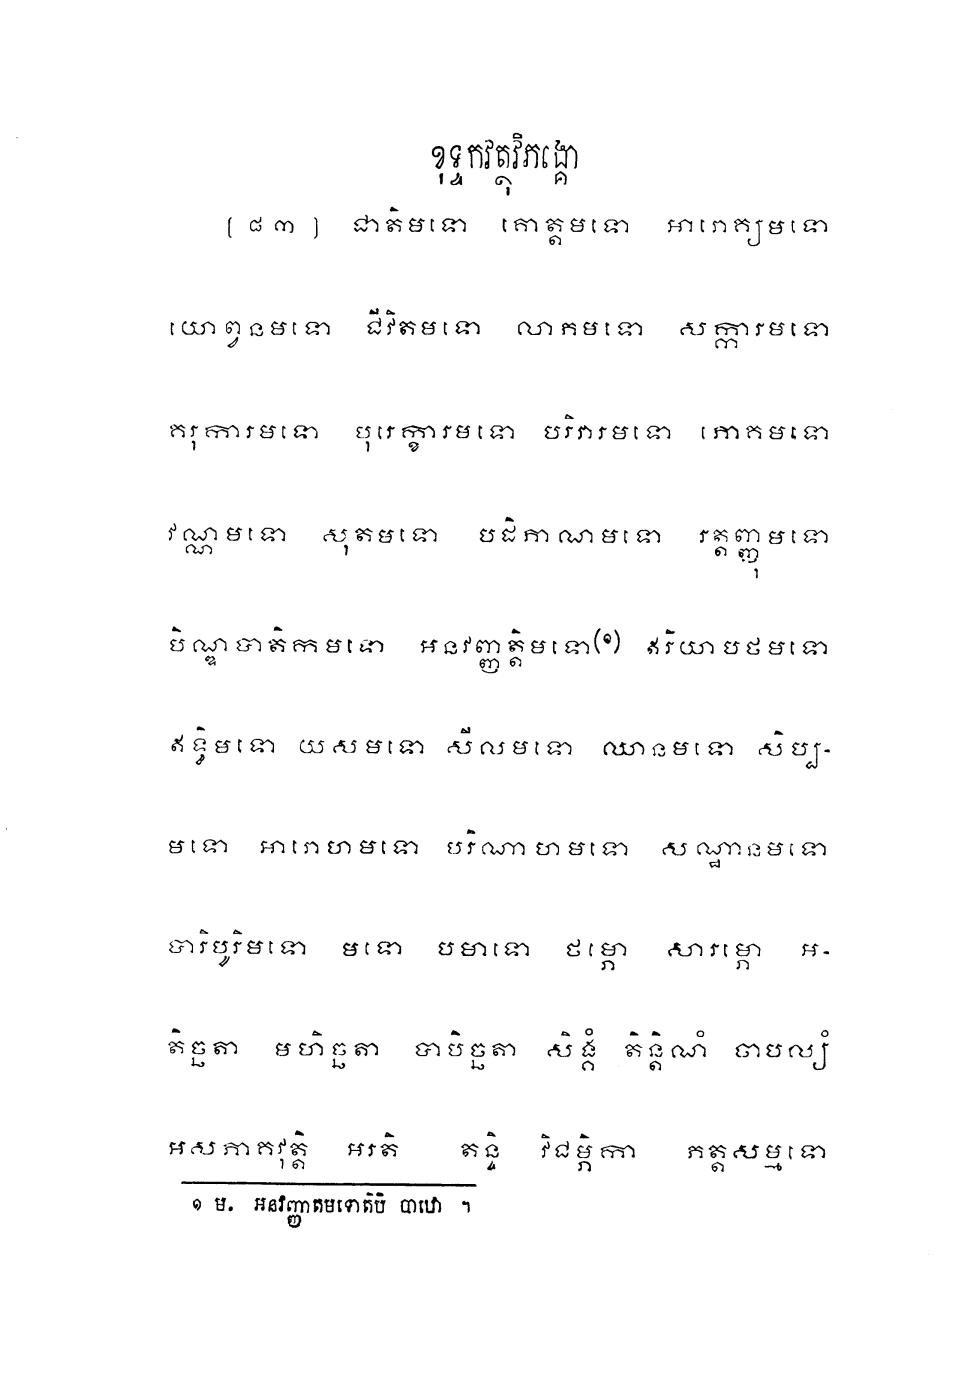 ខុទ្ទកវត្ថុវិភង្គោ
[ ៨៣ ] ជាតិមទោ គោត្តមទោ អារោគ្យមទោ
យោព្វនមទោ ជីវិតមទោ លាភមទោ សក្ការមទោ
គរុការមទោ បុរេក្ខារមទោ បរិវារមទោ ភោគមទោ
វណ្ណមទោ សុតមទោ បដិភាណមទោ រត្តញ្ញុមទោ
បិណ្ឌបាតិកមទោ អនវញ្ញត្តិមទោ(១) ឥរិយាបថមទោ
ឥទ្ធិមទោ យសមទោ សីលមទោ ឈានមទោ សិប្ប-
មទោ អារោហមទោ បរិណាហមទោ សណ្ឋានមទោ
បារិបូរិមទោ មទោ បមាទោ ថម្ភោ សារម្ភោ អ-
តិច្ឆតា មហិច្ឆតា បាបិច្ឆតា សិង្គំ តិន្តិណំ ចាបល្យំ
អសភាគវុត្តិ អរតិ តន្ទិ វិជម្ភិកា ភត្តសម្មទោ
១ ម. អនវិញ្ញាតមទោតិបិ បាឋោ ។